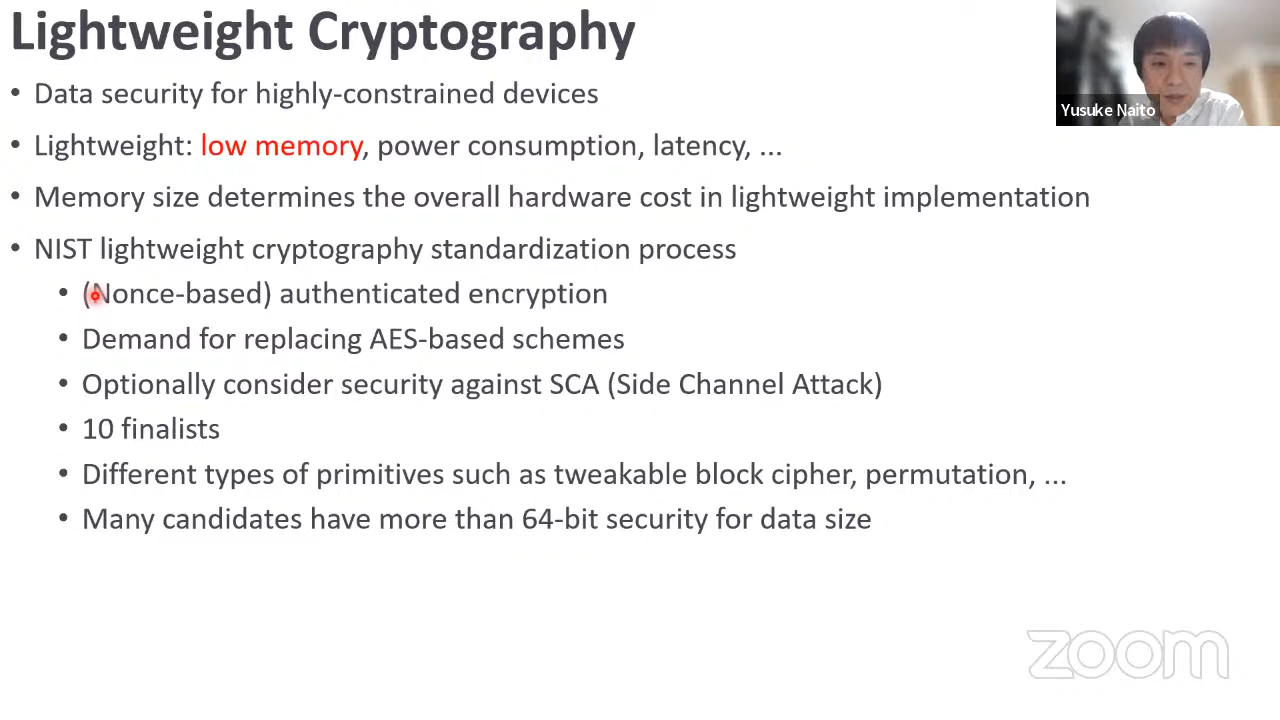 Lightweight Cryptography
Yusuke Naito
• Data security for highly-constrained devices
• Lightweight: low memory, power consumption, latency, ...
• Memory size determines the overall hardware cost in lightweight implementation
• NIST lightweight cryptography standardization process
• (Nonce-based) authenticated encryption
• Demand for replacing AES-based schemes
• Optionally consider security against SCA (Side Channel Attack)
• 10 finalists
• Different types of primitives such as tweakable block cipher, permutation, ...
• Many candidates have more than 64-bit security for data size
zoom